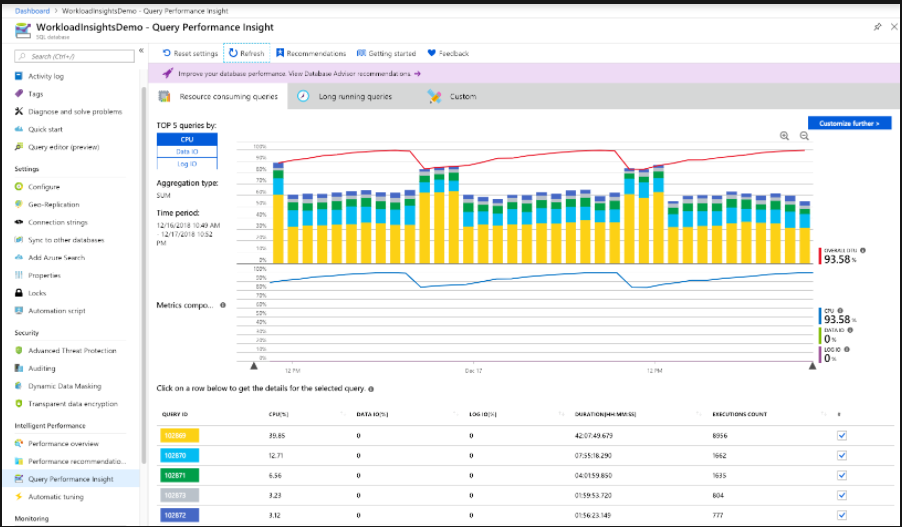 Dashboard > WorkloadInsightsDemo - Query Performance Insight
WorkloadInsightsDemo - Query Performance Insight
SQL database
Search (Ctrl+/)
«
Reset settings
Refresh
Recommendations
Getting started
Feedback
Improve your database performance. View Database Advisor recommendations. →
Activity log
Tags
Diagnose and solve problems
Quick start
Query editor (preview)
Settings
Configure
Geo-Replication
Connection strings
Sync to other databases
Add Azure Search
Properties
Locks
Automation script
Security
Advanced Threat Protection
Auditing
Dynamic Data Masking
Transparent data encryption
Intelligent Performance
Performance overview
Performance recommendatio...
Query Performance Insight
Automatic tuning
Monitoring
Resource consuming queries
Long running queries
Custom
Customize further >
TOP 5 queries by:
CPU
Data IO
Log IO
Aggregation type:
SUM
Time period:
12/16/2018 10:49 AM
- 12/17/2018 10:52
PM
100%
90%
80%
70%
60%
50%
40%
30%
20%
10%
0%
OVERALL DTU
93.58 %
Metrics compo...
100%
90%
80%
70%
60%
50%
40%
30%
20%
10%
0%
CPU
93.58 %
DATA IO
0 %
LOG IO
0 %
12 PM
Dec 17
12 PM
Click on a row below to get the details for the selected query.
QUERY ID CPU[%] DATA IO[%] LOG IO[%] DURATION[HH:MM:SS] EXECUTIONS COUNT #
102869 39.85 0 0 42:07:49.679 8956
102870 12.71 0 0 07:55:18.290 1662
102871 6.56 0 0 04:01:59.850 1635
102873 3.23 0 0 01:59:53.720 804
102872 3.12 0 0 01:56:23.149 777